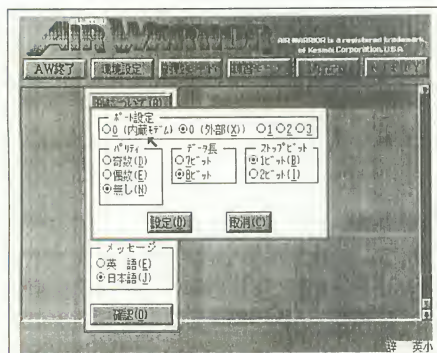 FUJITSU
AIR WARRIOR
AIR WARRIOR is a registered trademark
of Kesmai Corporation, U.S.A
AW終了 環境設定
ﾎﾟｰﾄ設定
○0 (内蔵ﾓﾃﾞﾑ) ◉0 (外部(X)) ○1○2○3
ﾊﾟﾘﾃｨ ﾃﾞｰﾀ長 ｽﾄｯﾌﾟﾋﾞｯﾄ
○奇数(D) ○7ﾋﾞｯﾄ ◉1ﾋﾞｯﾄ(B)
○偶数(E) ◉8ﾋﾞｯﾄ ○2ﾋﾞｯﾄ(I)
◉無し(N)
設定(O) 取消(C)
メッセージ
○英 語(E)
◉日本語(J)
確認(O)
辞 英小